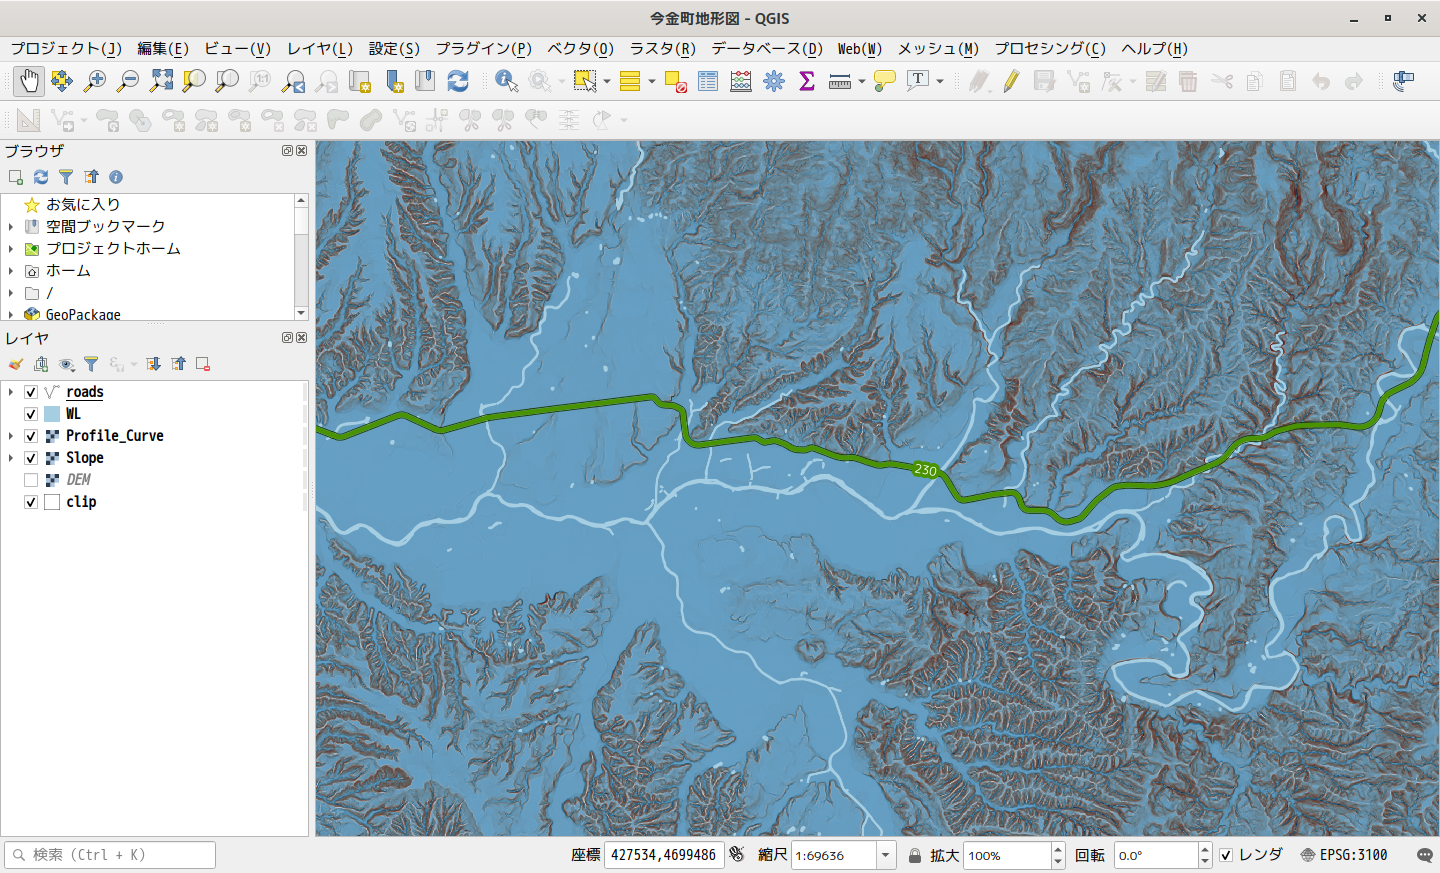 今金町地形図 - QGIS
プロジェクト(J) 編集(E) ビュー(V) レイヤ(L) 設定(S) プラグイン(P) ベクタ(O) ラスタ(R) データベース(D) Web(W) メッシュ(M) プロセシング(C) ヘルプ(H)
ブラウザ
お気に入り
空間ブックマーク
プロジェクトホーム
ホーム
/
GeoPackage
レイヤ
roads
WL
Profile_Curve
Slope
DEM
clip
230
検索 (Ctrl + K)
座標 427534,4699486 縮尺 1:69636 拡大 100% 回転 0.0° レンダ EPSG:3100